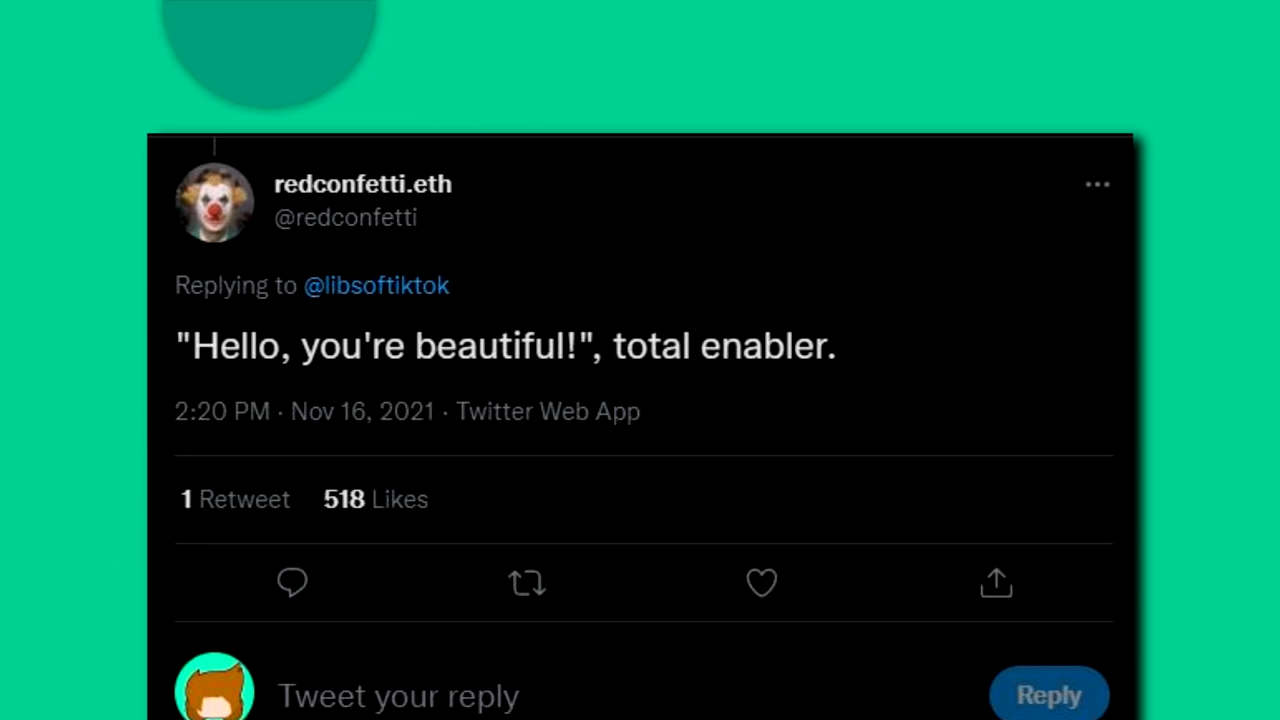 redconfetti.eth
@redconfetti
Replying to @libsoftiktok
"Hello, you're beautiful!", total enabler.
2:20 PM · Nov 16, 2021 · Twitter Web App
1 Retweet 518 Likes
Tweet your reply
Reply